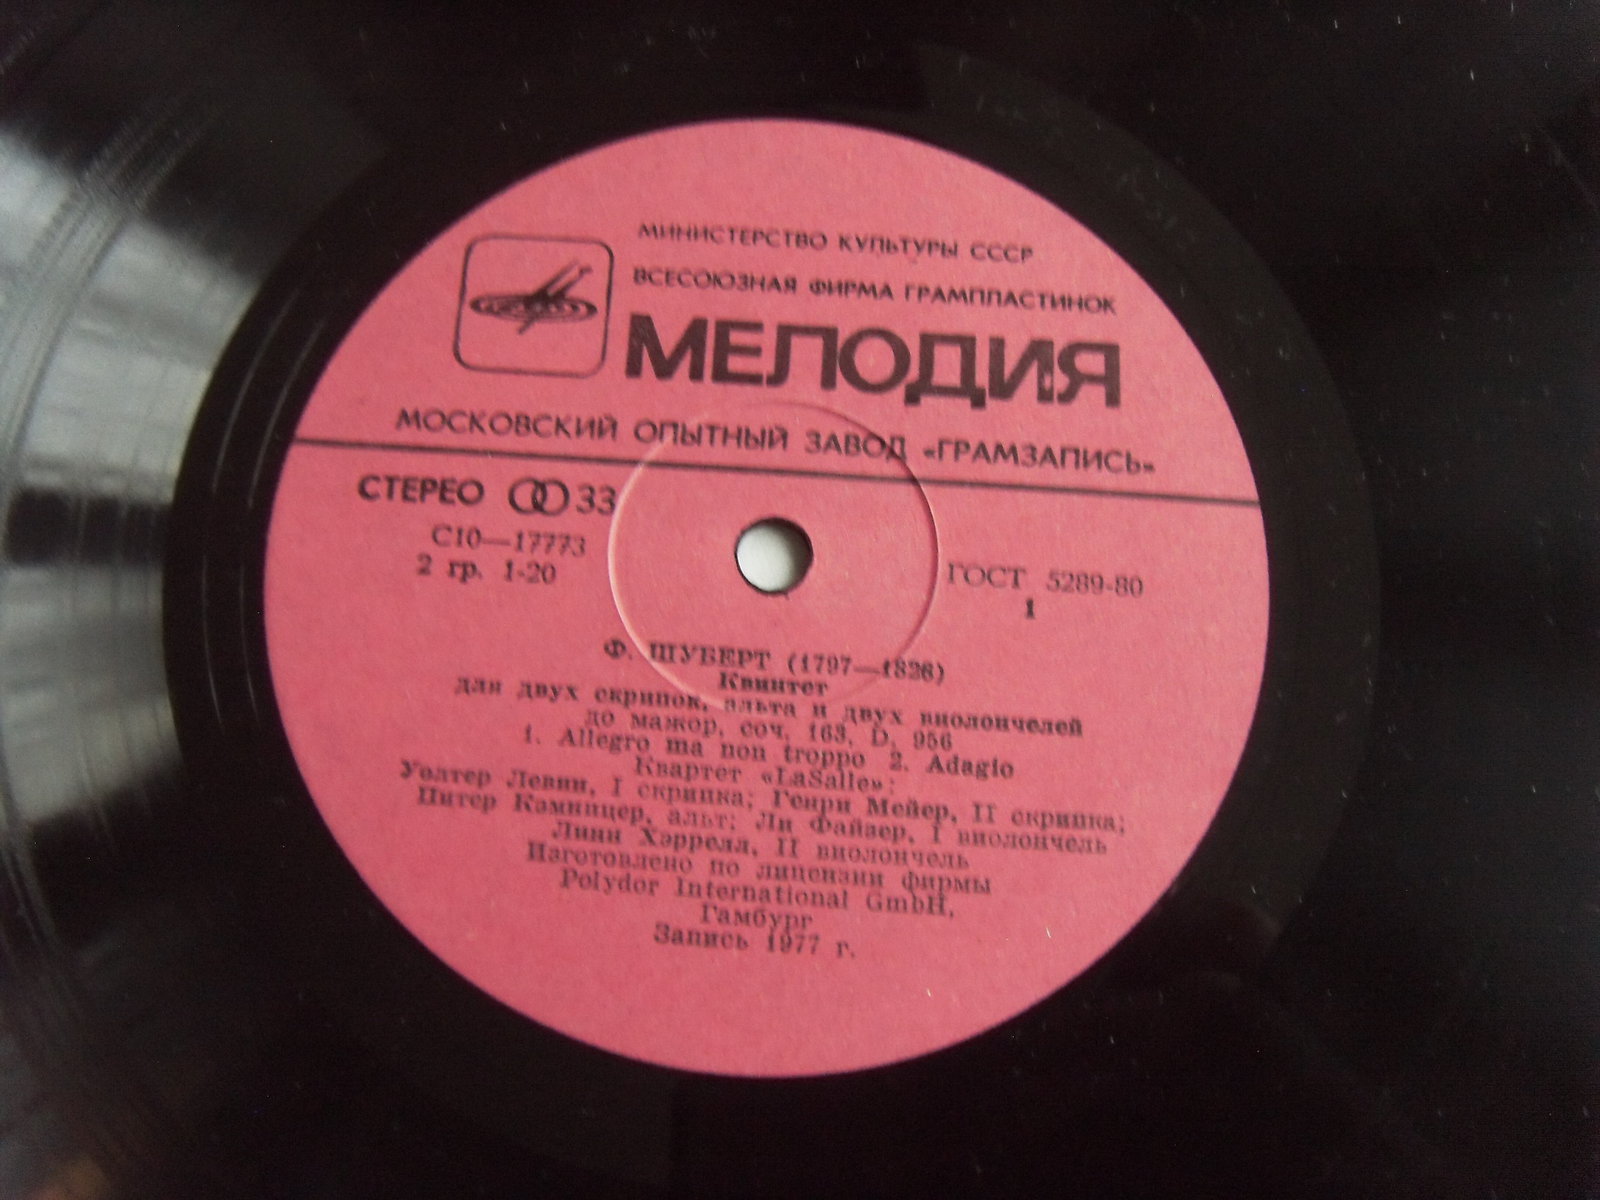 МИНИСТЕРСТВО КУЛЬТУРЫ СССР
ВСЕСОЮЗНАЯ ФИРМА ГРАМПЛАСТИНОК
МЕЛОДИЯ
МОСКОВСКИЙ ОПЫТНЫЙ ЗАВОД «ГРАМЗАПИСЬ»
СТЕРЕО 33
С10—17773
2 гр. 1-20
ГОСТ 5289-80
1
Ф. ШУБЕРТ (1797—1826)
Квинтет
для двух скрипок, альта и двух виолончелей
до мажор, соч. 163, D. 956
1. Allegro ma non troppo 2. Adagio
Квартет «LaSalle»:
Уолтер Левин, I скрипка; Генри Мейер, II скрипка;
Питер Кэмницер, альт; Ли Файзер, I виолончель
Линн Хэррелл, II виолончель
Изготовлено по лицензии фирмы
Polydor International GmbH,
Гамбург
Запись 1977 г.